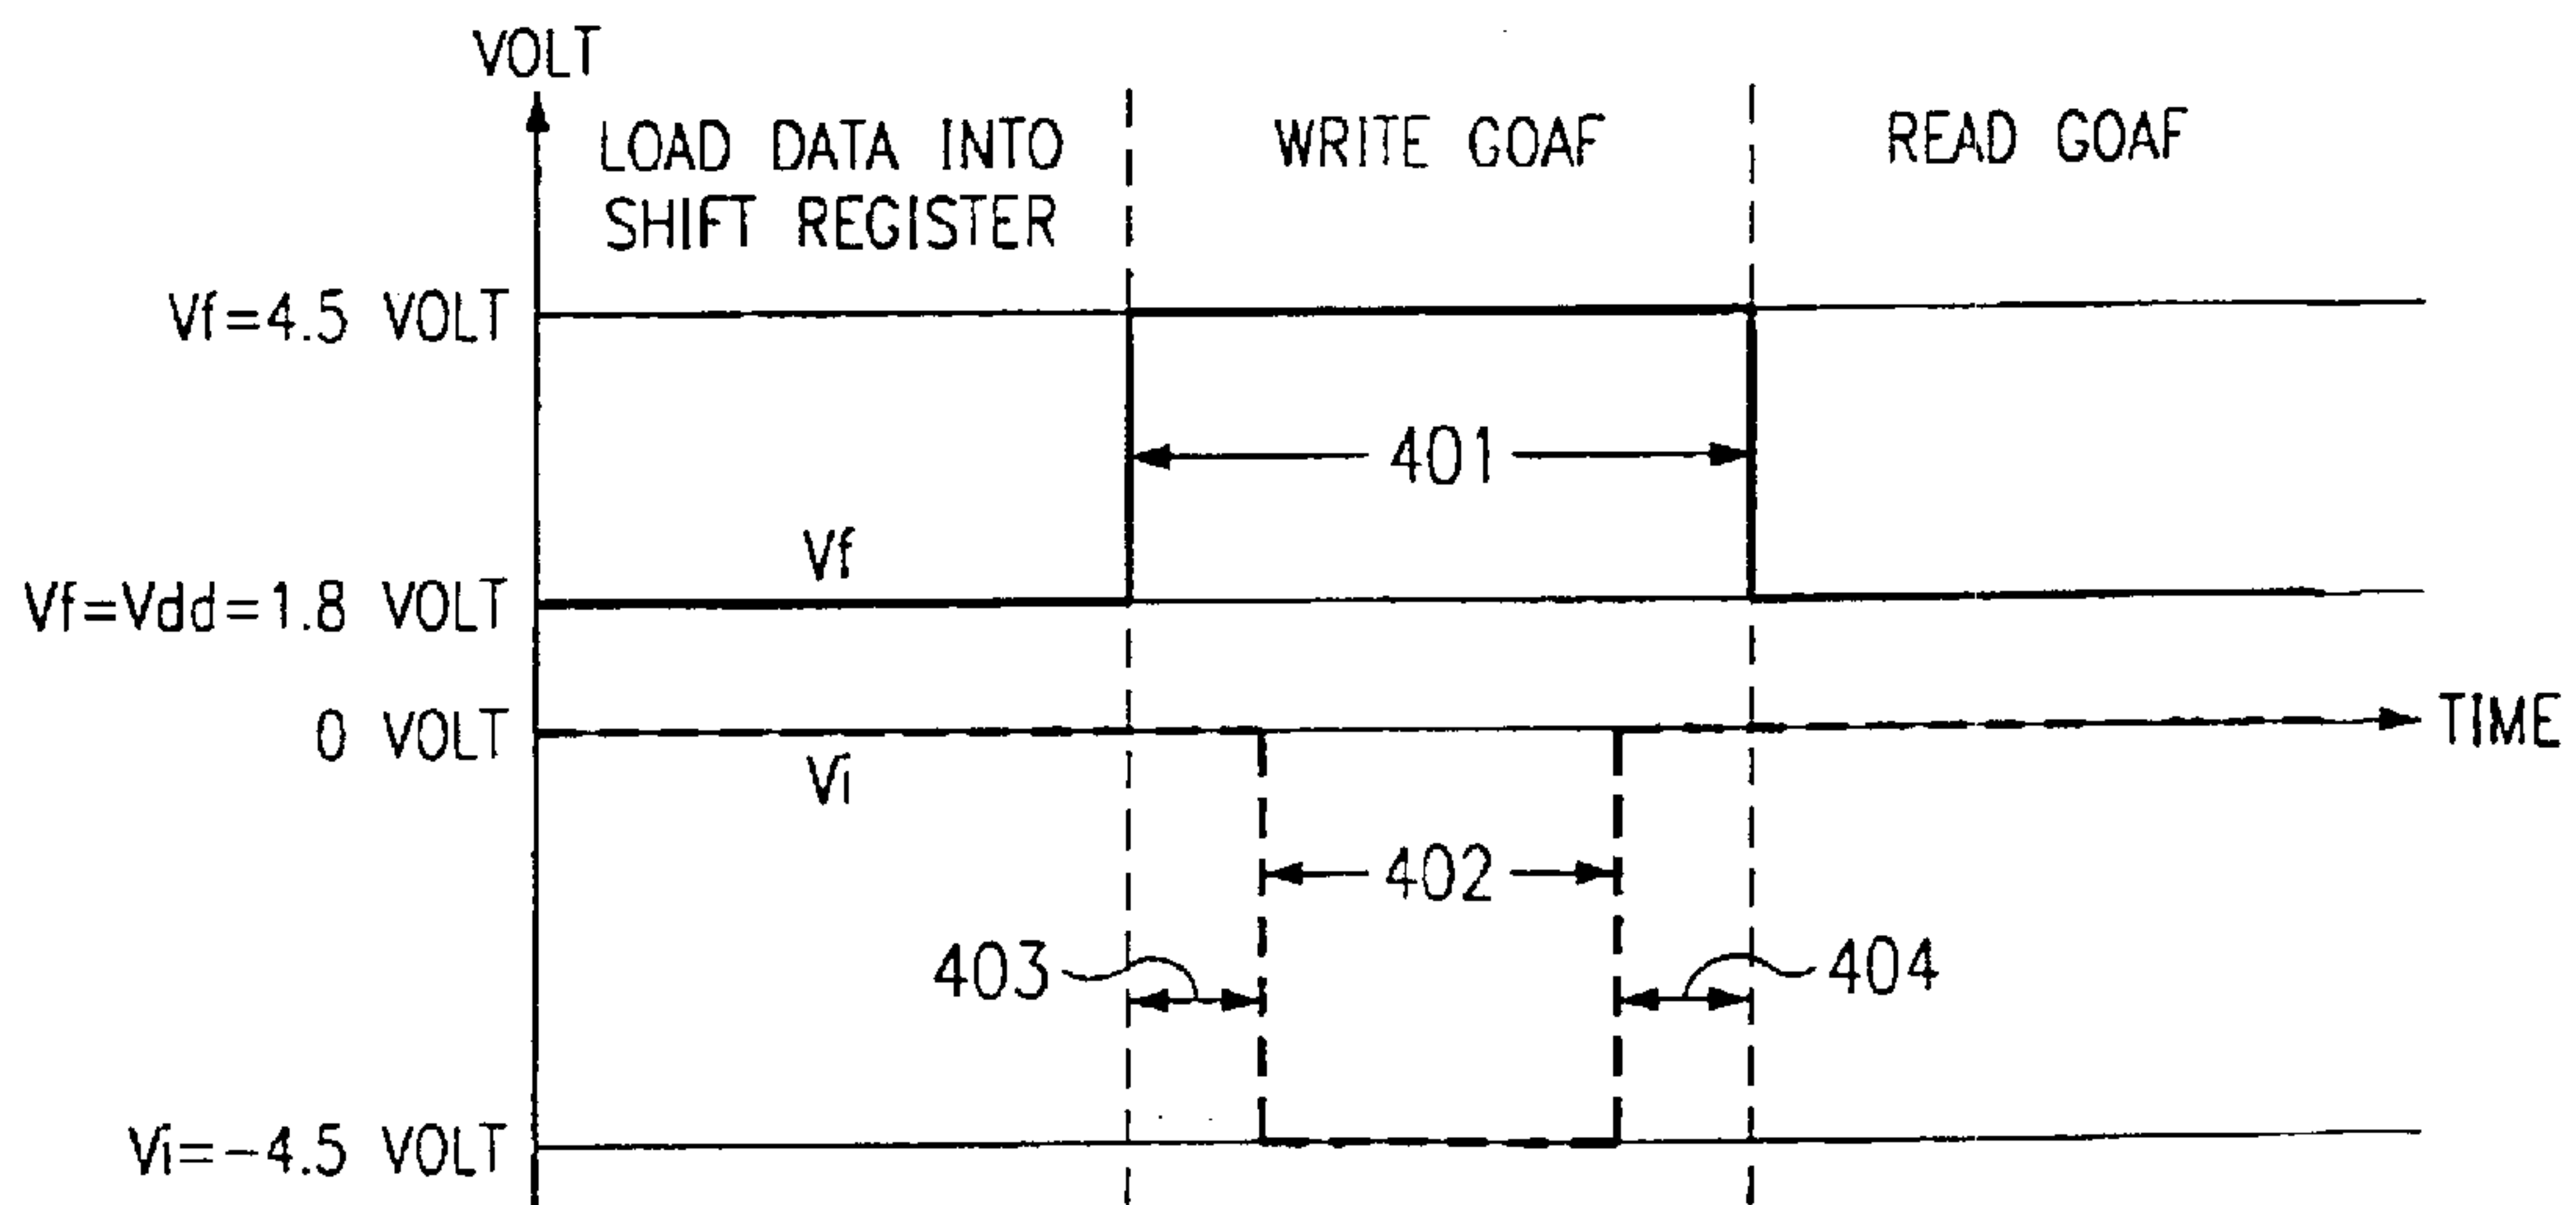 VOLT
LOAD DATA INTO
SHIFT REGISTER
WRITE GOAF
READ GOAF
Vf=4.5 VOLT
401
Vf
Vf=Vdd=1.8 VOLT
0 VOLT
TIME
Vi
402
403
404
Vi=-4.5 VOLT